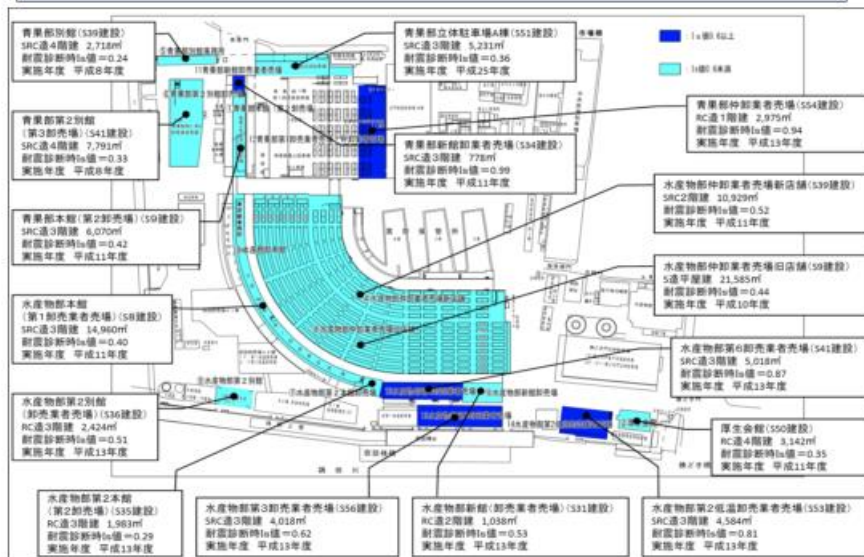 青果部別館(S39建設)
SRC造4階建 2,718㎡
耐震診断時Is値=0.24
実施年度 平成8年度
青果部立体駐車場A棟(S51建設)
SRC造3階建 5,231㎡
耐震診断時Is値=0.36
実施年度 平成25年度
青果部第2別館
(第3卸売場)(S41建設)
SRC造4階建 7,791㎡
耐震診断時Is値=0.33
実施年度 平成8年度
青果部仲卸業者売場(S54建設)
RC造1階建 2,975㎡
耐震診断時Is値=0.94
実施年度 平成13年度
青果部新館卸業者売場(S34建設)
SRC造3階建 778㎡
耐震診断時Is値=0.99
実施年度 平成11年度
水産物部仲卸業者売場新店舗(S39建設)
SRC2階建 10,929㎡
耐震診断時Is値=0.52
実施年度 平成11年度
青果部本館(第2卸売場)(S9建設)
SRC造3階建 6,070㎡
耐震診断時Is値=0.42
実施年度 平成11年度
水産物部仲卸業者売場旧店舗(S9建設)
S造平屋 21,585㎡
耐震診断時Is値=0.44
実施年度 平成10年度
水産物部本館
(第1卸売場)(S8建設)
SRC造3階建 14,960㎡
耐震診断時Is値=0.40
実施年度 平成11年度
水産物部第6卸売業者売場(S41建設)
SRC造3階建 5,018㎡
耐震診断時Is値=0.87
実施年度 平成13年度
水産物部第2別館
(卸売業者売場)(S36建設)
RC造3階建 2,424㎡
耐震診断時Is値=0.51
実施年度 平成13年度
厚生会館(S50建設)
RC造4階建 3,142㎡
耐震診断時Is値=0.35
実施年度 平成11年度
水産物部第2本館
(第2卸売場)(S35建設)
RC造3階建 1,983㎡
耐震診断時Is値=0.29
実施年度 平成13年度
水産物部第3卸売業者売場(S56建設)
SRC造3階建 4,018㎡
耐震診断時Is値=0.62
実施年度 平成13年度
水産物部新館(卸売業者売場)(S31建設)
RC造2階建 1,038㎡
耐震診断時Is値=0.53
実施年度 平成13年度
水産物部第2低温卸売業者売場(S53建設)
SRC造3階建 4,584㎡
耐震診断時Is値=0.81
実施年度 平成13年度